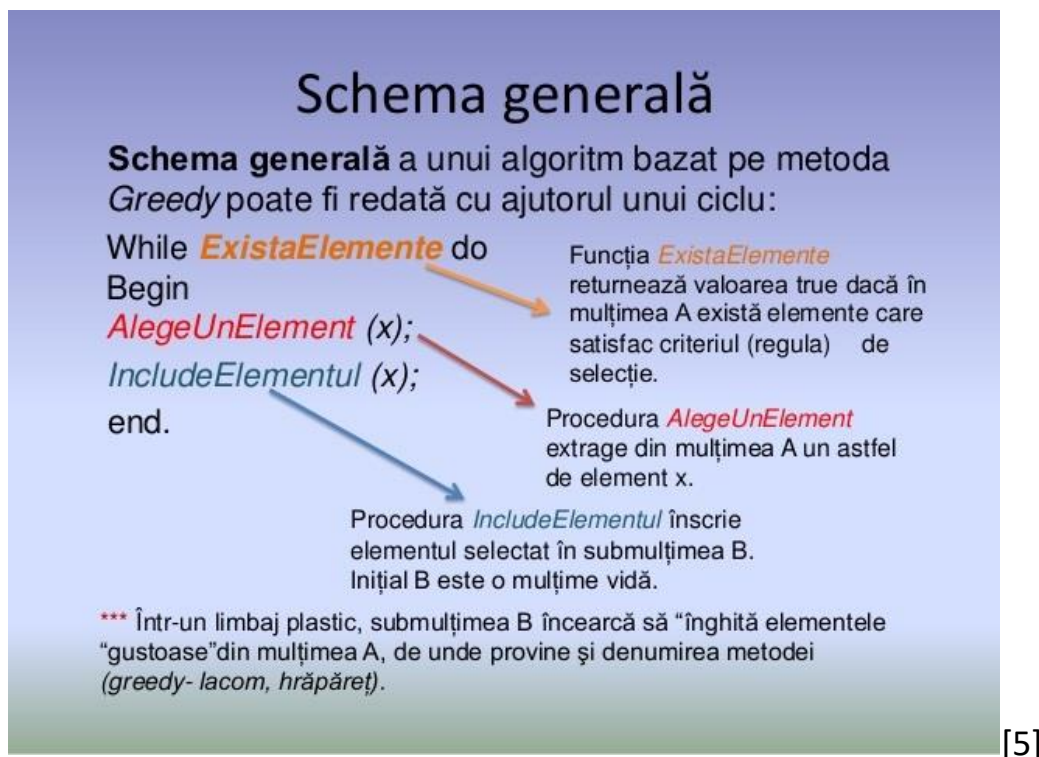 Schema generală
Schema generală a unui algoritm bazat pe metoda
Greedy poate fi redată cu ajutorul unui ciclu:
While ExistaElemente do
Begin
AlegeUnElement (x);
IncludeElementul (x);
end.
Funcția ExistaElemente
returnează valoarea true dacă în
mulțimea A există elemente care
satisfac criteriul (regula) de
selecție.
Procedura AlegeUnElement
extrage din mulțimea A un astfel
de element x.
Procedura IncludeElementul înscrie
elementul selectat în submulțimea B.
Inițial B este o mulțime vidă.
*** Într-un limbaj plastic, submulțimea B încearcă să “înghită elementele
“gustoase”din mulțimea A, de unde provine şi denumirea metodei
(greedy- lacom, hrăpăreț).
[5]